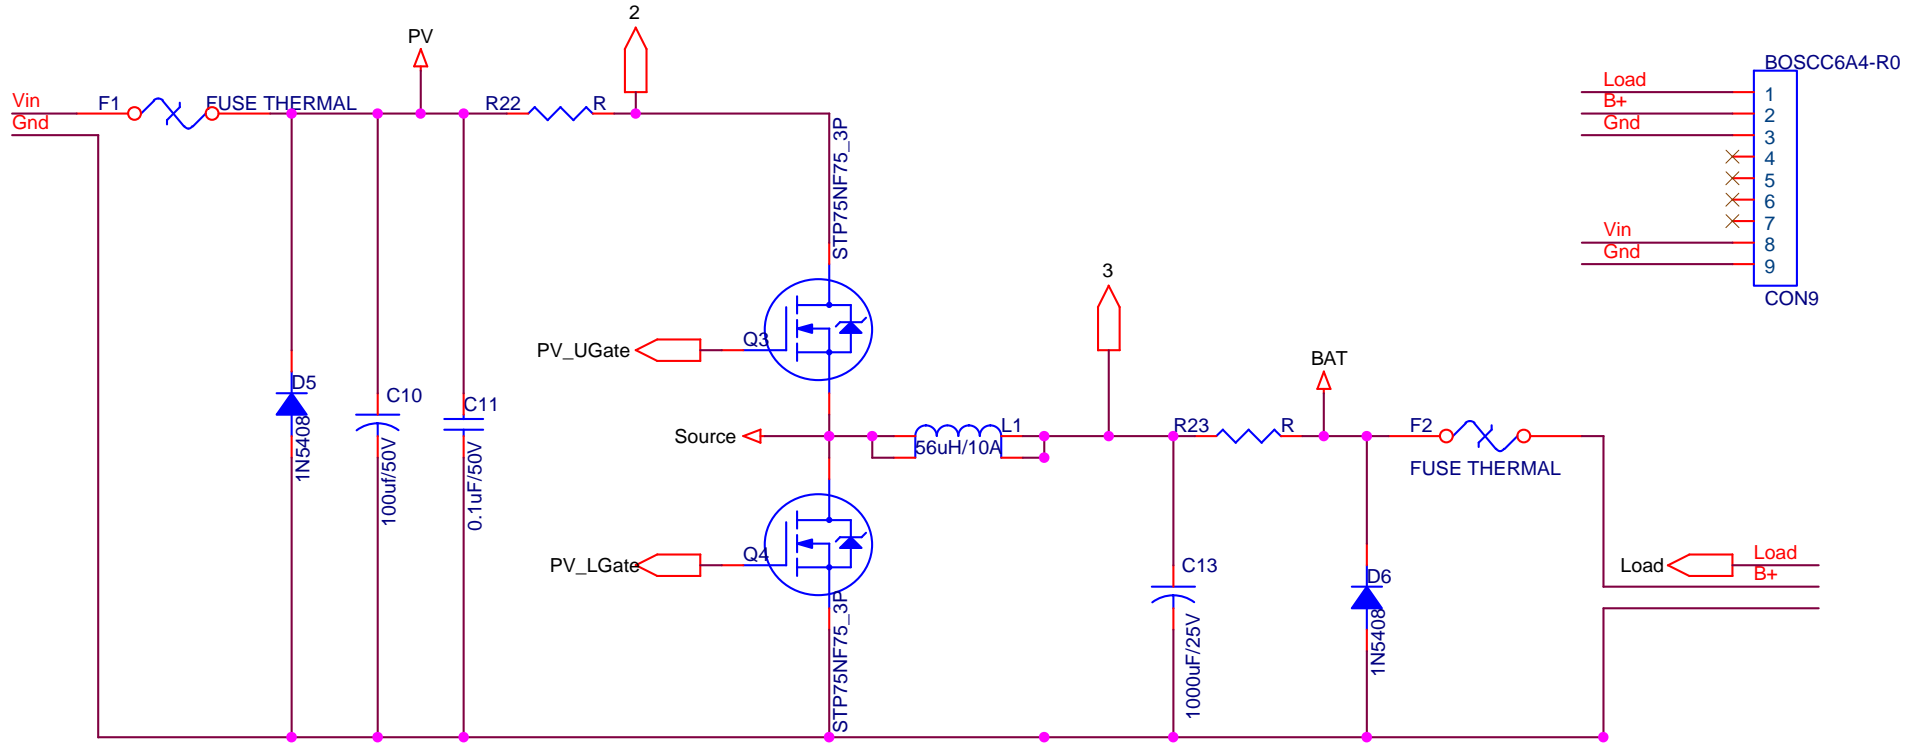 2
PV
Vin
F1
FUSE THERMAL
R22
R
Gnd
STP75NF75_3P
BOSCC6A4-R0
Load
1
B+
2
Gnd
3
4
5
6
7
Vin
8
Gnd
9
CON9
3
PV_UGate
Q3
BAT
D5
1N5408
C10
100uf/50V
C11
0.1uF/50V
Source
L1
56uH/10A
R23
R
F2
FUSE THERMAL
PV_LGate
Q4
STP75NF75_3P
C13
1000uF/25V
D6
1N5408
Load
Load
B+